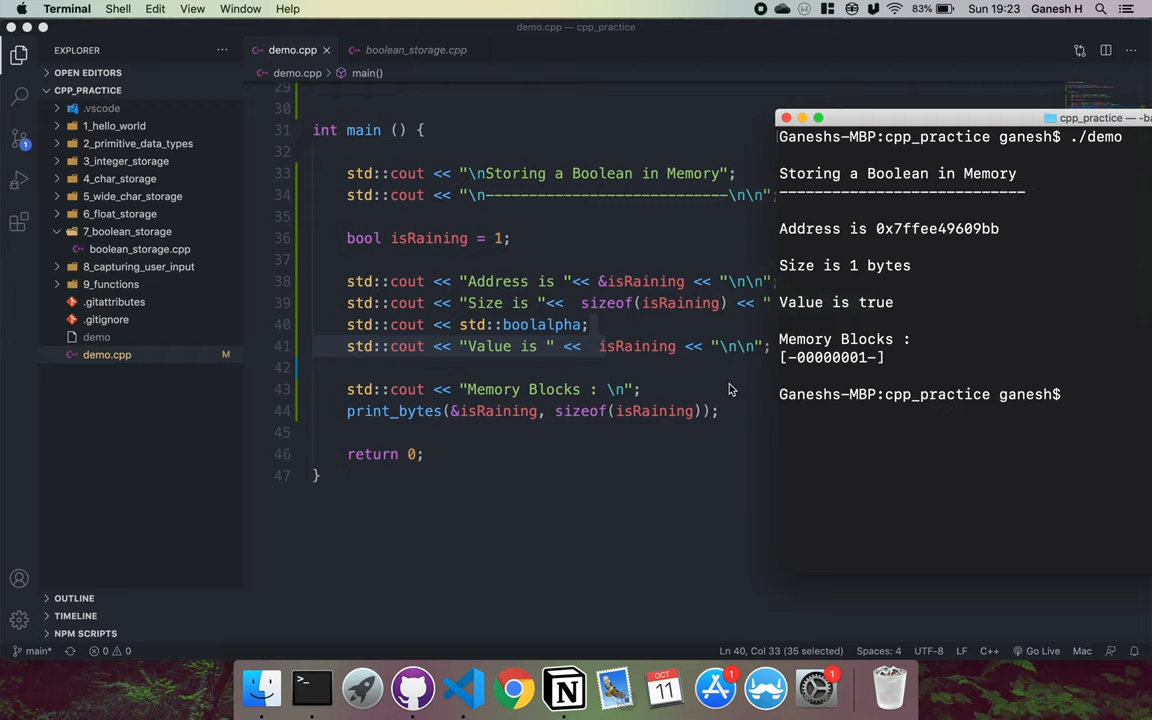 Terminal Shell Edit View Window Help 83% Sun 19:23 Ganesh H
demo.cpp — cpp_practice
EXPLORER
OPEN EDITORS
CPP_PRACTICE
.vscode
1_hello_world
2_primitive_data_types
3_integer_storage
4_char_storage
5_wide_char_storage
6_float_storage
7_boolean_storage
boolean_storage.cpp
8_capturing_user_input
9_functions
.gitattributes
.gitignore
demo
demo.cpp M
OUTLINE
TIMELINE
NPM SCRIPTS
1
demo.cpp boolean_storage.cpp
demo.cpp main()
29
30
31 int main () {
32
33 std::cout << "\nStoring a Boolean in Memory";
34 std::cout << "\n---------------------------\n\n";
35
36 bool isRaining = 1;
37
38 std::cout << "Address is "<< &isRaining << "\n\n";
39 std::cout << "Size is "<< sizeof(isRaining) << "
40 std::cout << std::boolalpha;
41 std::cout << "Value is " << isRaining << "\n\n";
42
43 std::cout << "Memory Blocks : \n";
44 print_bytes(&isRaining, sizeof(isRaining));
45
46 return 0;
47 }
cpp_practice — -ba
Ganeshs-MBP:cpp_practice ganesh$ ./demo
Storing a Boolean in Memory
---------------------------
Address is 0x7ffee49609bb
Size is 1 bytes
Value is true
Memory Blocks :
[-00000001-]
Ganeshs-MBP:cpp_practice ganesh$
main* 0 0 Ln 40, Col 33 (35 selected) Spaces: 4 UTF-8 LF C++ Go Live Mac
OCT
11
1
1